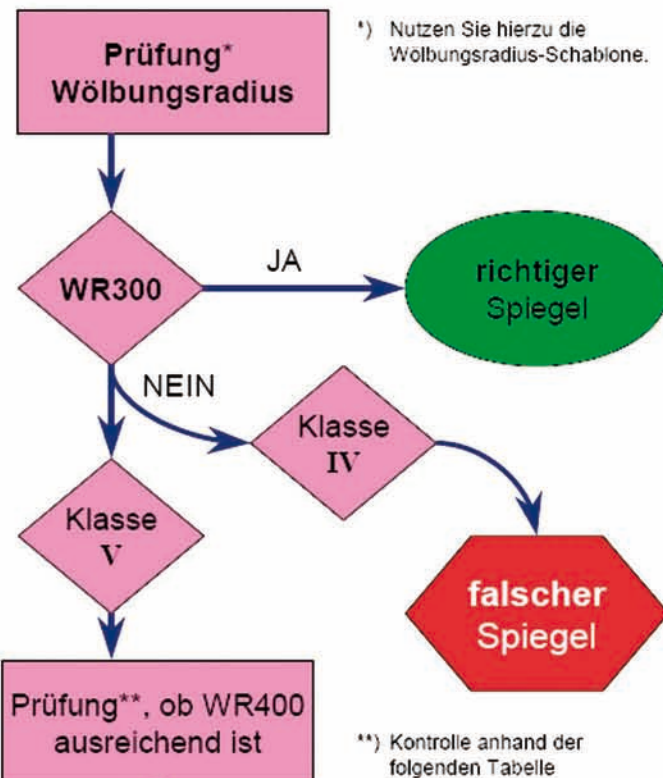 Prüfung*
Wölbungsradius
*) Nutzen Sie hierzu die
Wölbungsradius-Schablone.
WR300
JA
richtiger
Spiegel
NEIN
Klasse
IV
Klasse
V
falscher
Spiegel
Prüfung**, ob WR400
ausreichend ist
**) Kontrolle anhand der
folgenden Tabelle